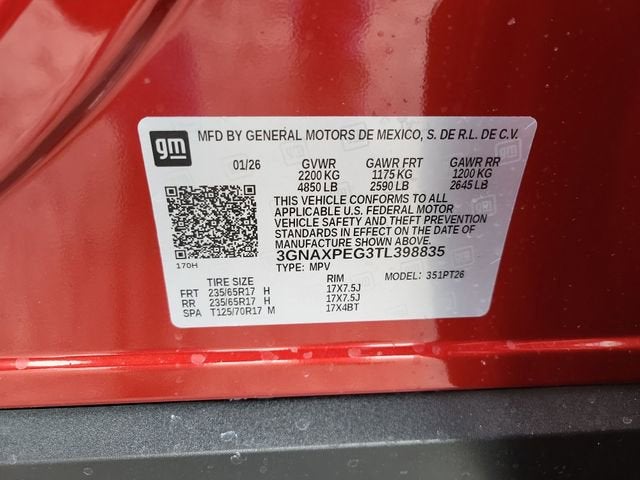 gm
MFD BY GENERAL MOTORS DE MEXICO, S. DE R.L. DE C.V.
01/26 GVWR GAWR FRT GAWR RR
2200 KG 1175 KG 1200 KG
4850 LB 2590 LB 2645 LB
THIS VEHICLE CONFORMS TO ALL
APPLICABLE U.S. FEDERAL MOTOR
VEHICLE SAFETY AND THEFT PREVENTION
STANDARDS IN EFFECT ON THE DATE OF
MANUFACTURE SHOWN ABOVE.
170H 3GNAXPEG3TL398835
TYPE: MPV MODEL: 351PT26
TIRE SIZE RIM
FRT 235/65R17 H 17X7.5J
RR 235/65R17 H 17X7.5J
SPA T125/70R17 M 17X4BT